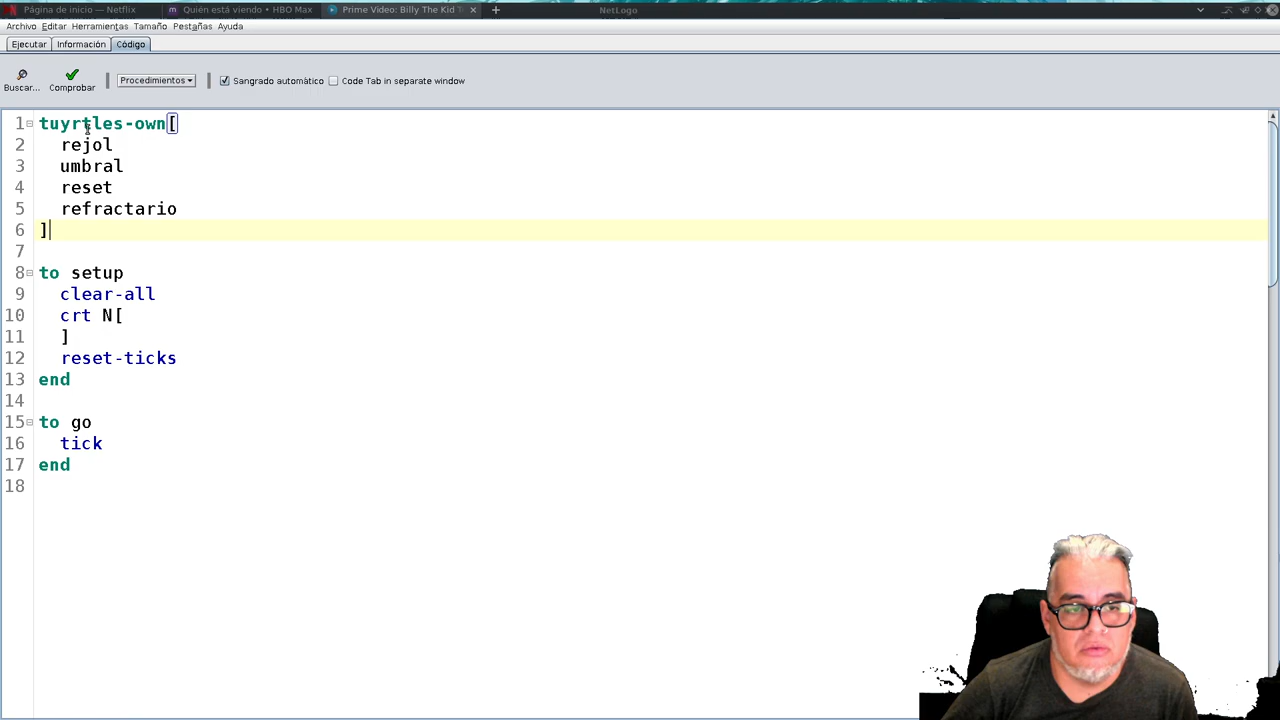 Página de inicio — Netflix
Quién está viendo • HBO Max
Prime Video: Billy The Kid
NetLogo
Archivo Editar Herramientas Tamaño Pestañas Ayuda
Ejecutar Información Código
Buscar... Comprobar Procedimientos Sangrado automático Code Tab in separate window
1 tuyrtles-own[
2 rejol
3 umbral
4 reset
5 refractario
6 ]
7
8 to setup
9 clear-all
10 crt N[
11 ]
12 reset-ticks
13 end
14
15 to go
16 tick
17 end
18